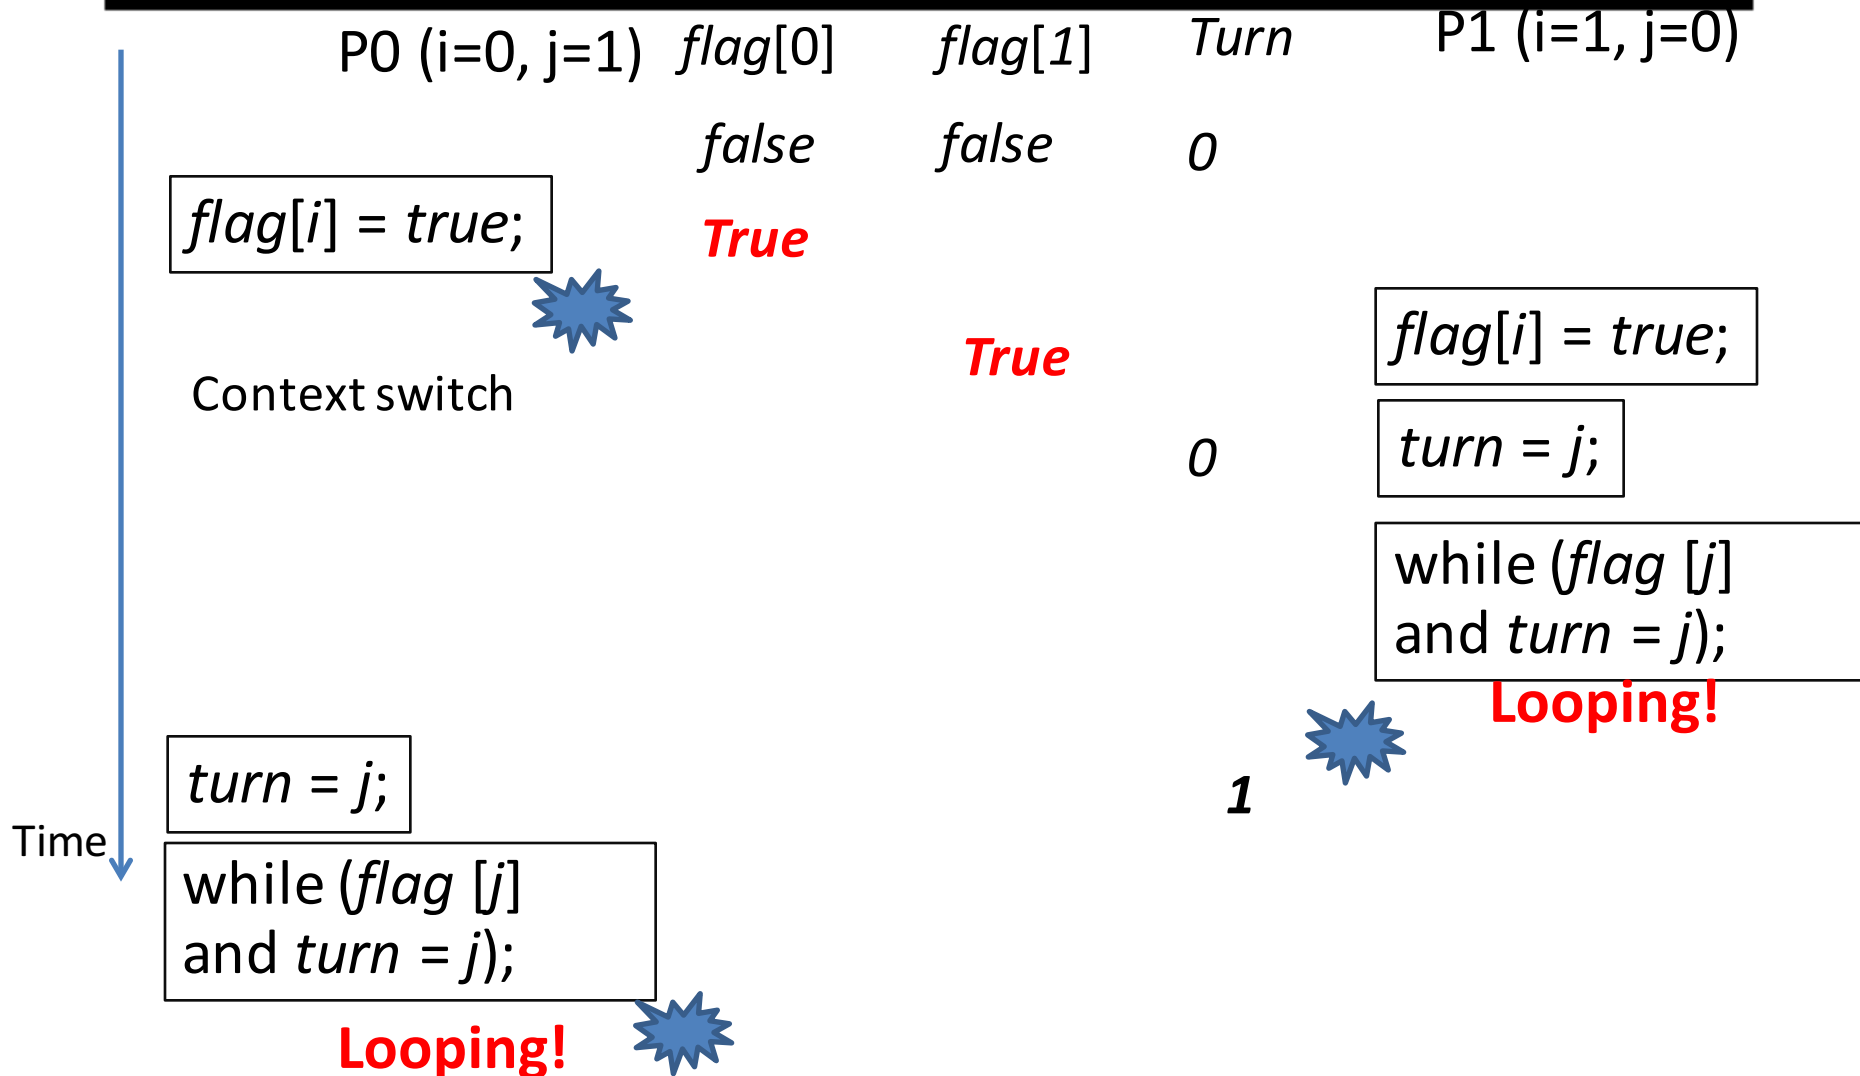 P0 (i=0, j=1) flag[0] flag[1] Turn P1 (i=1, j=0)
false false 0
flag[i] = true; True
True flag[i] = true;
Context switch
0 turn = j;
while (flag [j]
and turn = j);
Looping!
turn = j; 1
Time
while (flag [j]
and turn = j);
Looping!